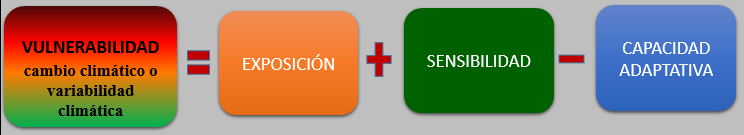 VULNERABILIDAD
cambio climático o
variabilidad
climática
=
EXPOSICIÓN
+
SENSIBILIDAD
-
CAPACIDAD
ADAPTATIVA